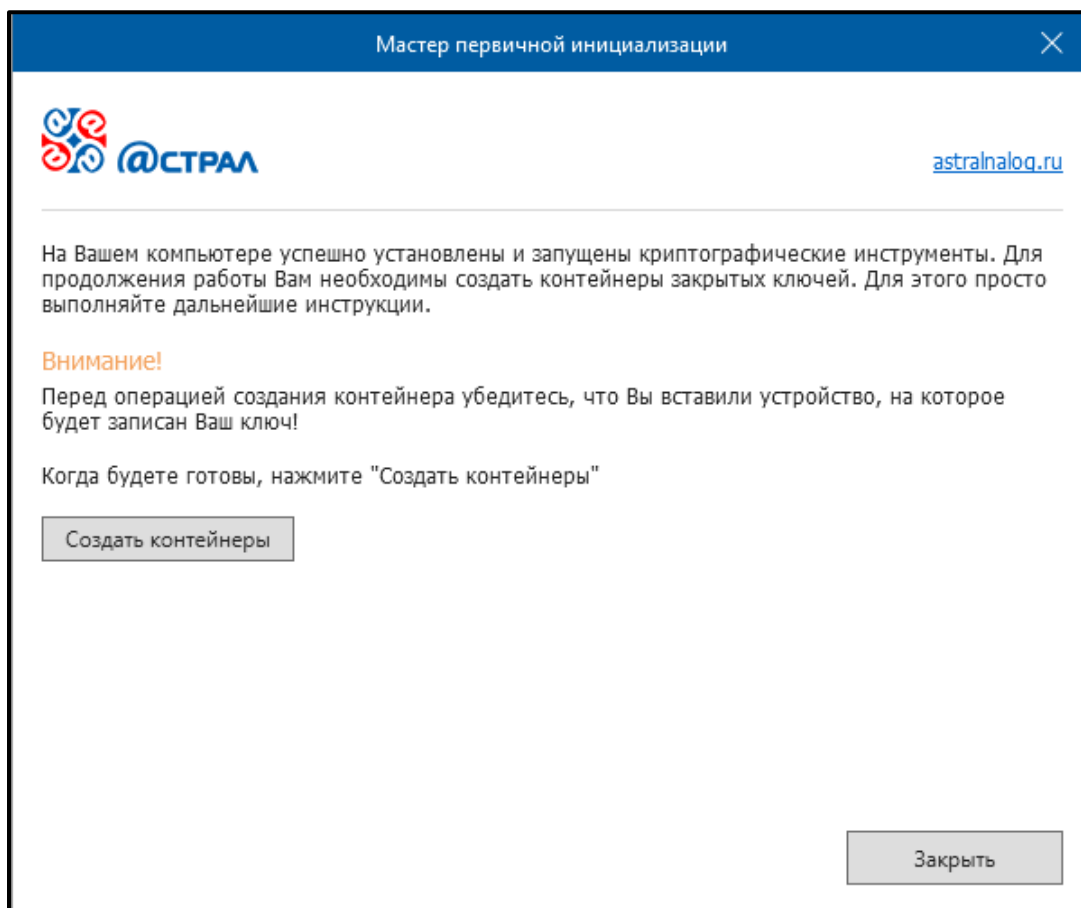 Мастер первичной инициализации
@СТРАЛ
astralnalog.ru
На Вашем компьютере успешно установлены и запущены криптографические инструменты. Для
продолжения работы Вам необходимы создать контейнеры закрытых ключей. Для этого просто
выполняйте дальнейшие инструкции.
Внимание!
Перед операцией создания контейнера убедитесь, что Вы вставили устройство, на которое
будет записан Ваш ключ!
Когда будете готовы, нажмите "Создать контейнеры"
Создать контейнеры
Закрыть